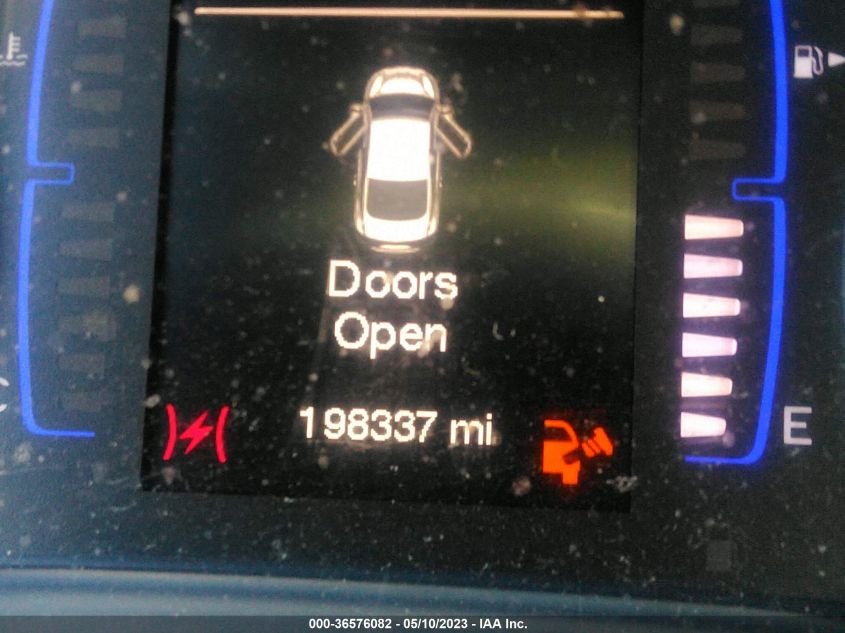 Doors
Open
198337 mi
E
000-36576082 - 05/10/2023 - IAA Inc.